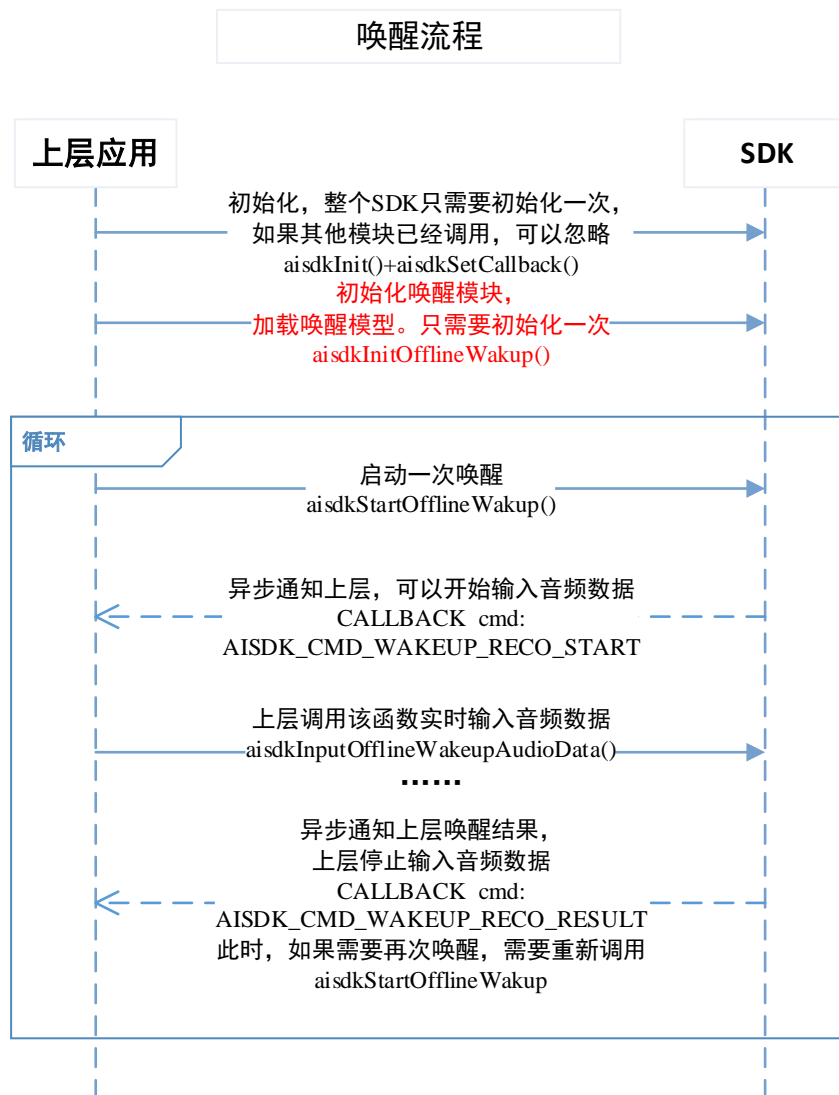 唤醒流程
上层应用
SDK
初始化，整个SDK只需要初始化一次，
如果其他模块已经调用，可以忽略
aisdkInit()+aisdkSetCallback()
初始化唤醒模块，
加载唤醒模型。只需要初始化一次
aisdkInitOfflineWakup()
循环
启动一次唤醒
aisdkStartOfflineWakup()
异步通知上层，可以开始输入音频数据
CALLBACK cmd:
AISDK_CMD_WAKEUP_RECO_START
上层调用该函数实时输入音频数据
aisdkInputOfflineWakeupAudioData()
……
异步通知上层唤醒结果，
上层停止输入音频数据
CALLBACK cmd:
AISDK_CMD_WAKEUP_RECO_RESULT
此时，如果需要再次唤醒，需要重新调用
aisdkStartOfflineWakup